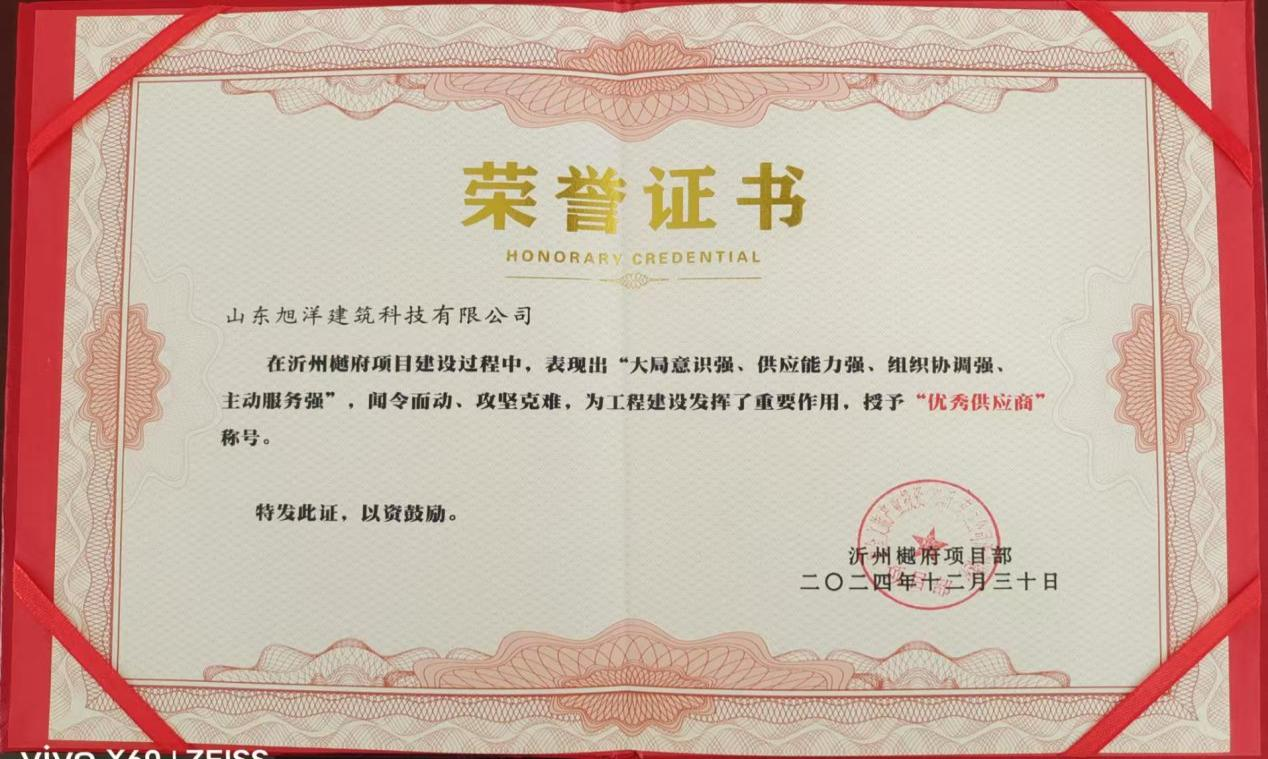 荣誉证书
HONORARY CREDENTIAL
山东旭洋建筑科技有限公司
在沂州樾府项目建设过程中，表现出“大局意识强、供应能力强、组织协调强、
主动服务强”，闻令而动、攻坚克难，为工程建设发挥了重要作用，授予“优秀供应商”
称号。
特发此证，以资鼓励。
沂州樾府项目部
二〇二四年十二月三十日
项目部
vivo X60 | ZEISS